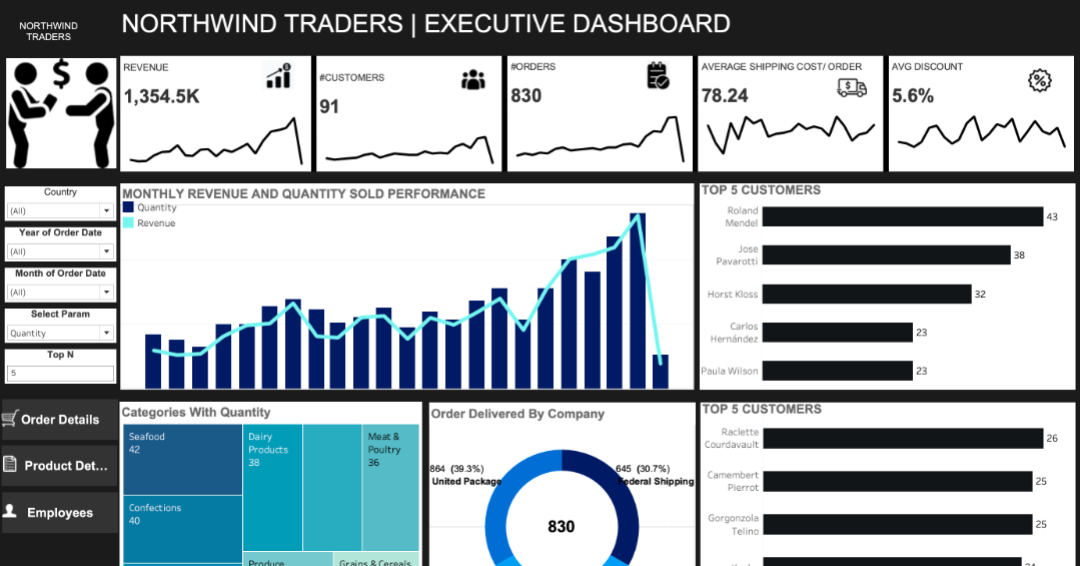 NORTHWIND
TRADERS
NORTHWIND TRADERS | EXECUTIVE DASHBOARD
REVENUE
1,354.5K
#CUSTOMERS
91
#ORDERS
830
AVERAGE SHIPPING COST/ ORDER
78.24
AVG DISCOUNT
5.6%
Country
(All)
Year of Order Date
(All)
Month of Order Date
(All)
Select Param
Quantity
Top N
5
Order Details
Product Det...
Employees
MONTHLY REVENUE AND QUANTITY SOLD PERFORMANCE
Quantity
Revenue
TOP 5 CUSTOMERS
Roland
Mendel
43
Jose
Pavarotti
38
Horst Kloss
32
Carlos
Hernández
23
Paula Wilson
23
Categories With Quantity
Seafood
42
Confections
40
Dairy
Products
38
Meat &
Poultry
36
Produce
Grains & Cereals
Order Delivered By Company
864 (39.3%)
United Package
645 (30.7%)
Federal Shipping
830
TOP 5 CUSTOMERS
Raclette
Courdavault
26
Camembert
Pierrot
25
Gorgonzola
Telino
25